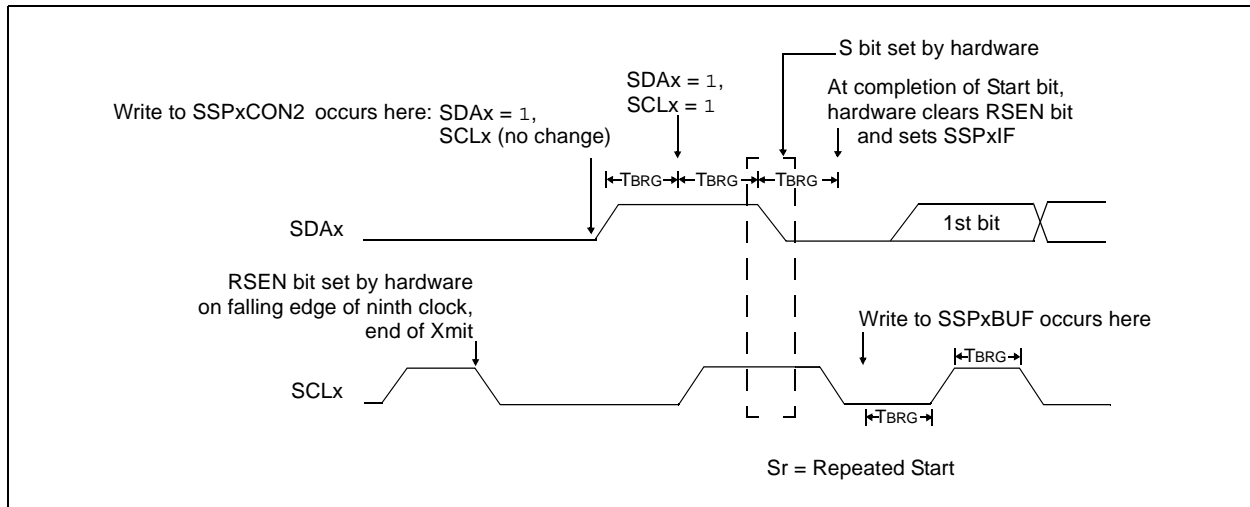 S bit set by hardware
SDAx = 1,
SCLx = 1
At completion of Start bit,
hardware clears RSEN bit
and sets SSPxIF
Write to SSPxCON2 occurs here: SDAx = 1,
SCLx (no change)
TBRG TBRG TBRG
SDAx
1st bit
RSEN bit set by hardware
on falling edge of ninth clock,
end of Xmit
Write to SSPxBUF occurs here
TBRG
SCLx
TBRG
Sr = Repeated Start